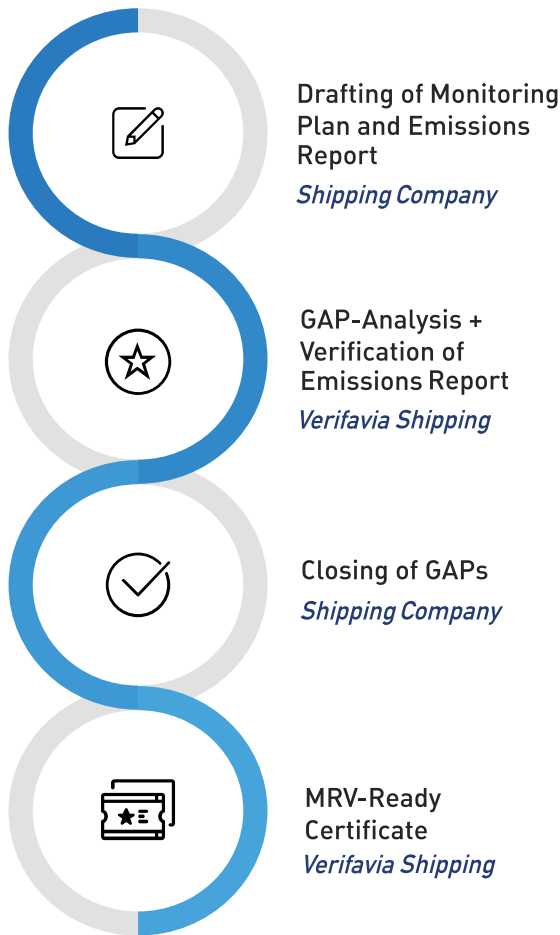 Drafting of Monitoring
Plan and Emissions
Report
Shipping Company
GAP-Analysis +
Verification of
Emissions Report
Verifavia Shipping
Closing of GAPs
Shipping Company
MRV-Ready
Certificate
Verifavia Shipping